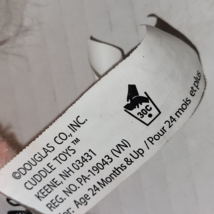 ©DOUGLAS CO., INC.
CUDDLE TOYS™
KEENE, NH 03431
REG. NO. PA-19043 (VN)
Age 24 Months & Up / Pour 24 mois et plus
30C